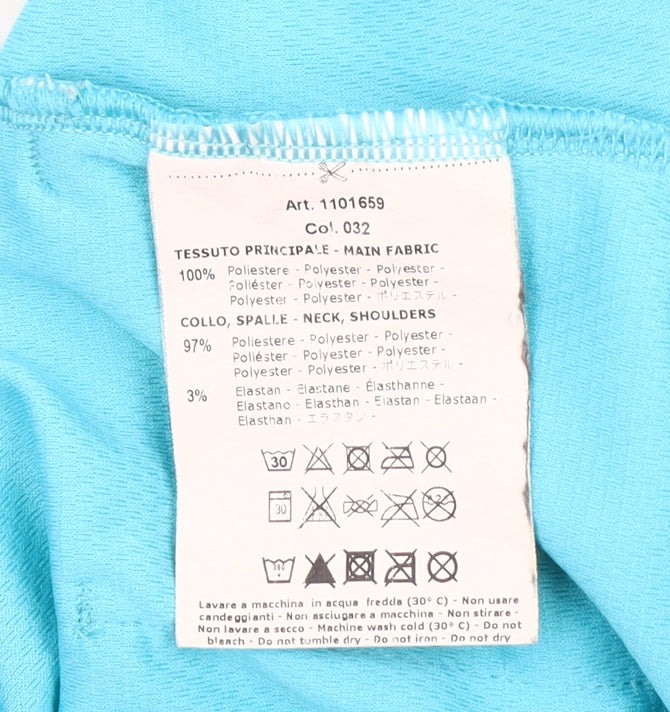 Art. 1101659
Col. 032
TESSUTO PRINCIPALE - MAIN FABRIC
100% Poliestere - Polyester - Polyester -
Poliéster - Polyester - Polyester -
Polyester - Polyester - ポリエステル -
COLLO, SPALLE - NECK, SHOULDERS
97% Poliestere - Polyester - Polyester -
Poliéster - Polyester - Polyester -
Polyester - Polyester - ポリエステル -
3% Elastan - Elastane - Élasthanne -
Elastano - Elasthan - Elastan - Elastaan -
Elasthan - エラスタン -
30
30
30°
Lavare a macchina in acqua fredda (30° C) - Non usare
candeggianti - Non asciugare a macchina - Non stirare -
Non lavare a secco - Machine wash cold (30° C) - Do not
bleach - Do not tumble dry - Do not iron - Do not dry